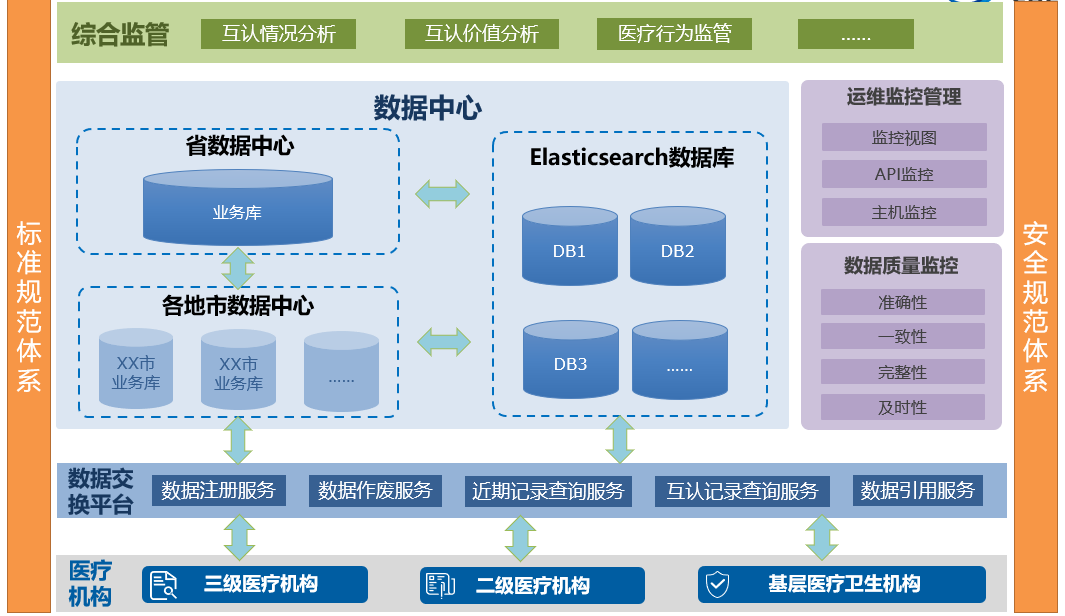 综合监管
互认情况分析
互认价值分析
医疗行为监管
......
标准规范体系
数据中心
省数据中心
业务库
各地市数据中心
XX市
业务库
XX市
业务库
......
Elasticsearch数据库
DB1
DB2
DB3
......
运维监控管理
监控视图
API监控
主机监控
数据质量监控
准确性
一致性
完整性
及时性
安全规范体系
数据交
换平台
数据注册服务
数据作废服务
近期记录查询服务
互认记录查询服务
数据引用服务
医疗
机构
三级医疗机构
二级医疗机构
基层医疗卫生机构